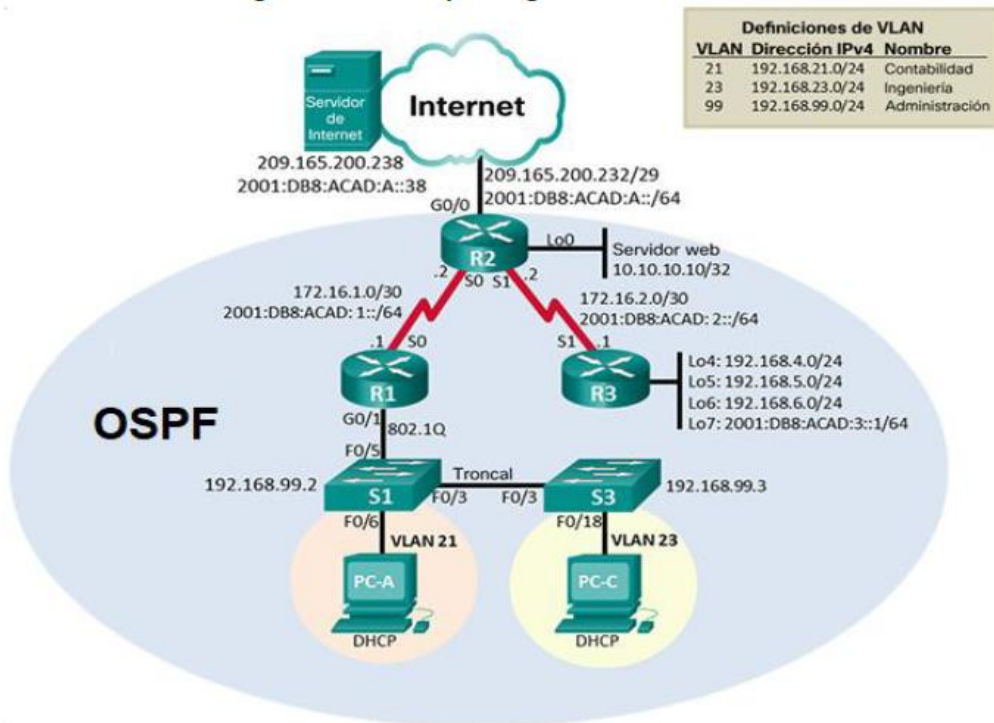 Definiciones de VLAN
VLAN Dirección IPv4 Nombre
21 192.168.21.0/24 Contabilidad
23 192.168.23.0/24 Ingeniería
99 192.168.99.0/24 Administración
Servidor
de
Internet
Internet
209.165.200.238
2001:DB8:ACAD:A::38
209.165.200.232/29
2001:DB8:ACAD:A::/64
G0/0
R2
Lo0
Servidor web
10.10.10.10/32
.2
S0
S1
.2
172.16.1.0/30
2001:DB8:ACAD: 1::/64
172.16.2.0/30
2001:DB8:ACAD: 2::/64
.1
S0
S1
.1
R1
R3
Lo4: 192.168.4.0/24
Lo5: 192.168.5.0/24
Lo6: 192.168.6.0/24
Lo7: 2001:DB8:ACAD:3::1/64
OSPF
G0/1
802.1Q
F0/5
192.168.99.2
S1
F0/3
Troncal
F0/3
S3
192.168.99.3
F0/6
VLAN 21
F0/18
VLAN 23
PC-A
DHCP
PC-C
DHCP